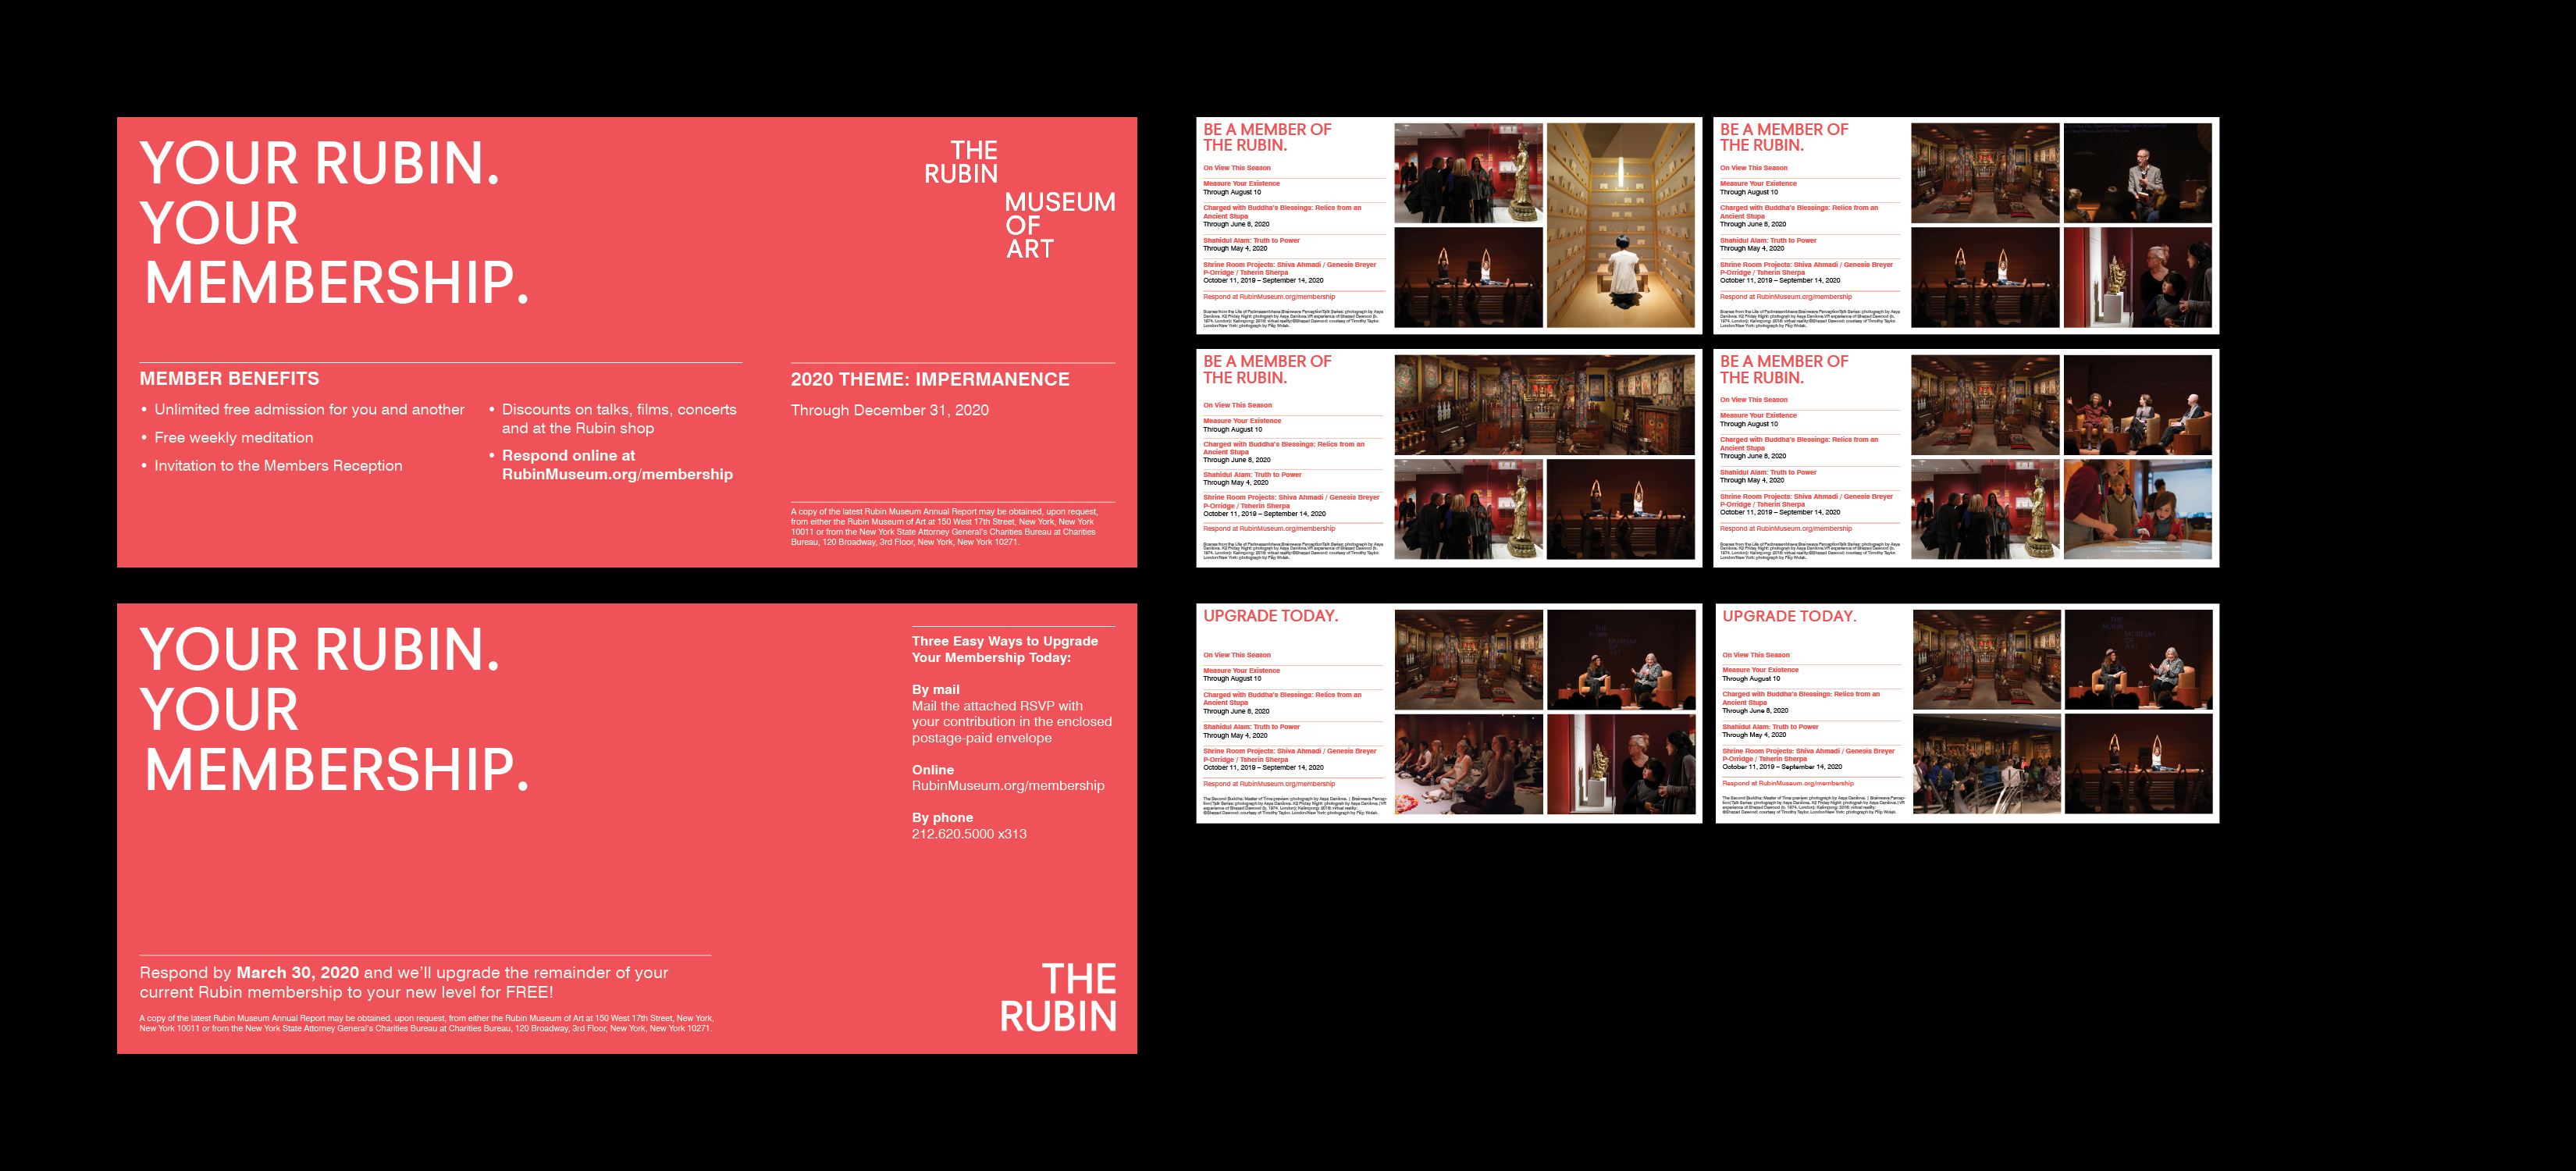 YOUR RUBIN.
YOUR
MEMBERSHIP.
THE
RUBIN
MUSEUM
OF
ART
MEMBER BENEFITS
• Unlimited free admission for you and another
• Free weekly meditation
• Invitation to the Members Reception
• Discounts on talks, films, concerts
and at the Rubin shop
• Respond online at
RubinMuseum.org/membership
2020 THEME: IMPERMANENCE
Through December 31, 2020
A copy of the latest Rubin Museum Annual Report may be obtained, upon request,
from either the Rubin Museum of Art at 150 West 17th Street, New York, New York
10011 or from the New York State Attorney General's Charities Bureau at Charities
Bureau, 120 Broadway, 3rd Floor, New York, New York 10271.
BE A MEMBER OF
THE RUBIN.
On View This Season
Measure Your Existence
Through August 10
Charged with Buddha's Blessings: Relics from an
Ancient Stupa
Through June 8, 2020
Shahidul Alam: Truth to Power
Through May 4, 2020
Shrine Room Projects: Shiva Ahmadi / Genesis Breyer
P-Orridge / Tsherin Sherpa
October 11, 2019 – September 14, 2020
Respond at RubinMuseum.org/membership
BE A MEMBER OF
THE RUBIN.
On View This Season
Measure Your Existence
Through August 10
Charged with Buddha's Blessings: Relics from an
Ancient Stupa
Through June 8, 2020
Shahidul Alam: Truth to Power
Through May 4, 2020
Shrine Room Projects: Shiva Ahmadi / Genesis Breyer
P-Orridge / Tsherin Sherpa
October 11, 2019 – September 14, 2020
Respond at RubinMuseum.org/membership
BE A MEMBER OF
THE RUBIN.
On View This Season
Measure Your Existence
Through August 10
Charged with Buddha's Blessings: Relics from an
Ancient Stupa
Through June 8, 2020
Shahidul Alam: Truth to Power
Through May 4, 2020
Shrine Room Projects: Shiva Ahmadi / Genesis Breyer
P-Orridge / Tsherin Sherpa
October 11, 2019 – September 14, 2020
Respond at RubinMuseum.org/membership
BE A MEMBER OF
THE RUBIN.
On View This Season
Measure Your Existence
Through August 10
Charged with Buddha's Blessings: Relics from an
Ancient Stupa
Through June 8, 2020
Shahidul Alam: Truth to Power
Through May 4, 2020
Shrine Room Projects: Shiva Ahmadi / Genesis Breyer
P-Orridge / Tsherin Sherpa
October 11, 2019 – September 14, 2020
Respond at RubinMuseum.org/membership
YOUR RUBIN.
YOUR
MEMBERSHIP.
Three Easy Ways to Upgrade
Your Membership Today:
By mail
Mail the attached RSVP with
your contribution in the enclosed
postage-paid envelope
Online
RubinMuseum.org/membership
By phone
212.620.5000 x313
Respond by March 30, 2020 and we'll upgrade the remainder of your
current Rubin membership to your new level for FREE!
A copy of the latest Rubin Museum Annual Report may be obtained, upon request, from either the Rubin Museum of Art at 150 West 17th Street, New York,
New York 10011 or from the New York State Attorney General's Charities Bureau at Charities Bureau, 120 Broadway, 3rd Floor, New York, New York 10271.
THE
RUBIN
UPGRADE TODAY.
On View This Season
Measure Your Existence
Through August 10
Charged with Buddha's Blessings: Relics from an
Ancient Stupa
Through June 8, 2020
Shahidul Alam: Truth to Power
Through May 4, 2020
Shrine Room Projects: Shiva Ahmadi / Genesis Breyer
P-Orridge / Tsherin Sherpa
October 11, 2019 – September 14, 2020
Respond at RubinMuseum.org/membership
UPGRADE TODAY.
On View This Season
Measure Your Existence
Through August 10
Charged with Buddha's Blessings: Relics from an
Ancient Stupa
Through June 8, 2020
Shahidul Alam: Truth to Power
Through May 4, 2020
Shrine Room Projects: Shiva Ahmadi / Genesis Breyer
P-Orridge / Tsherin Sherpa
October 11, 2019 – September 14, 2020
Respond at RubinMuseum.org/membership